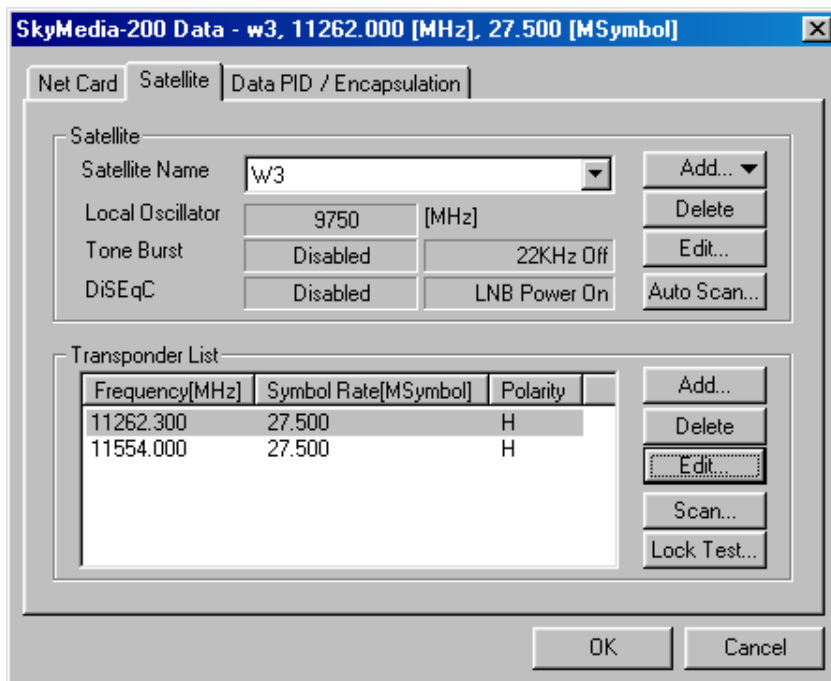 SkyMedia-200 Data - w3, 11262.000 [MHz], 27.500 [MSymbol]
Net Card Satellite Data PID / Encapsulation
Satellite
Satellite Name W3 Add...
Local Oscillator 9750 [MHz] Delete
Tone Burst Disabled 22KHz Off Edit...
DiSEqC Disabled LNB Power On Auto Scan...
Transponder List
Frequency[MHz] Symbol Rate[MSymbol] Polarity Add...
11262.300 27.500 H Delete
11554.000 27.500 H
Edit...
Scan...
Lock Test...
OK Cancel